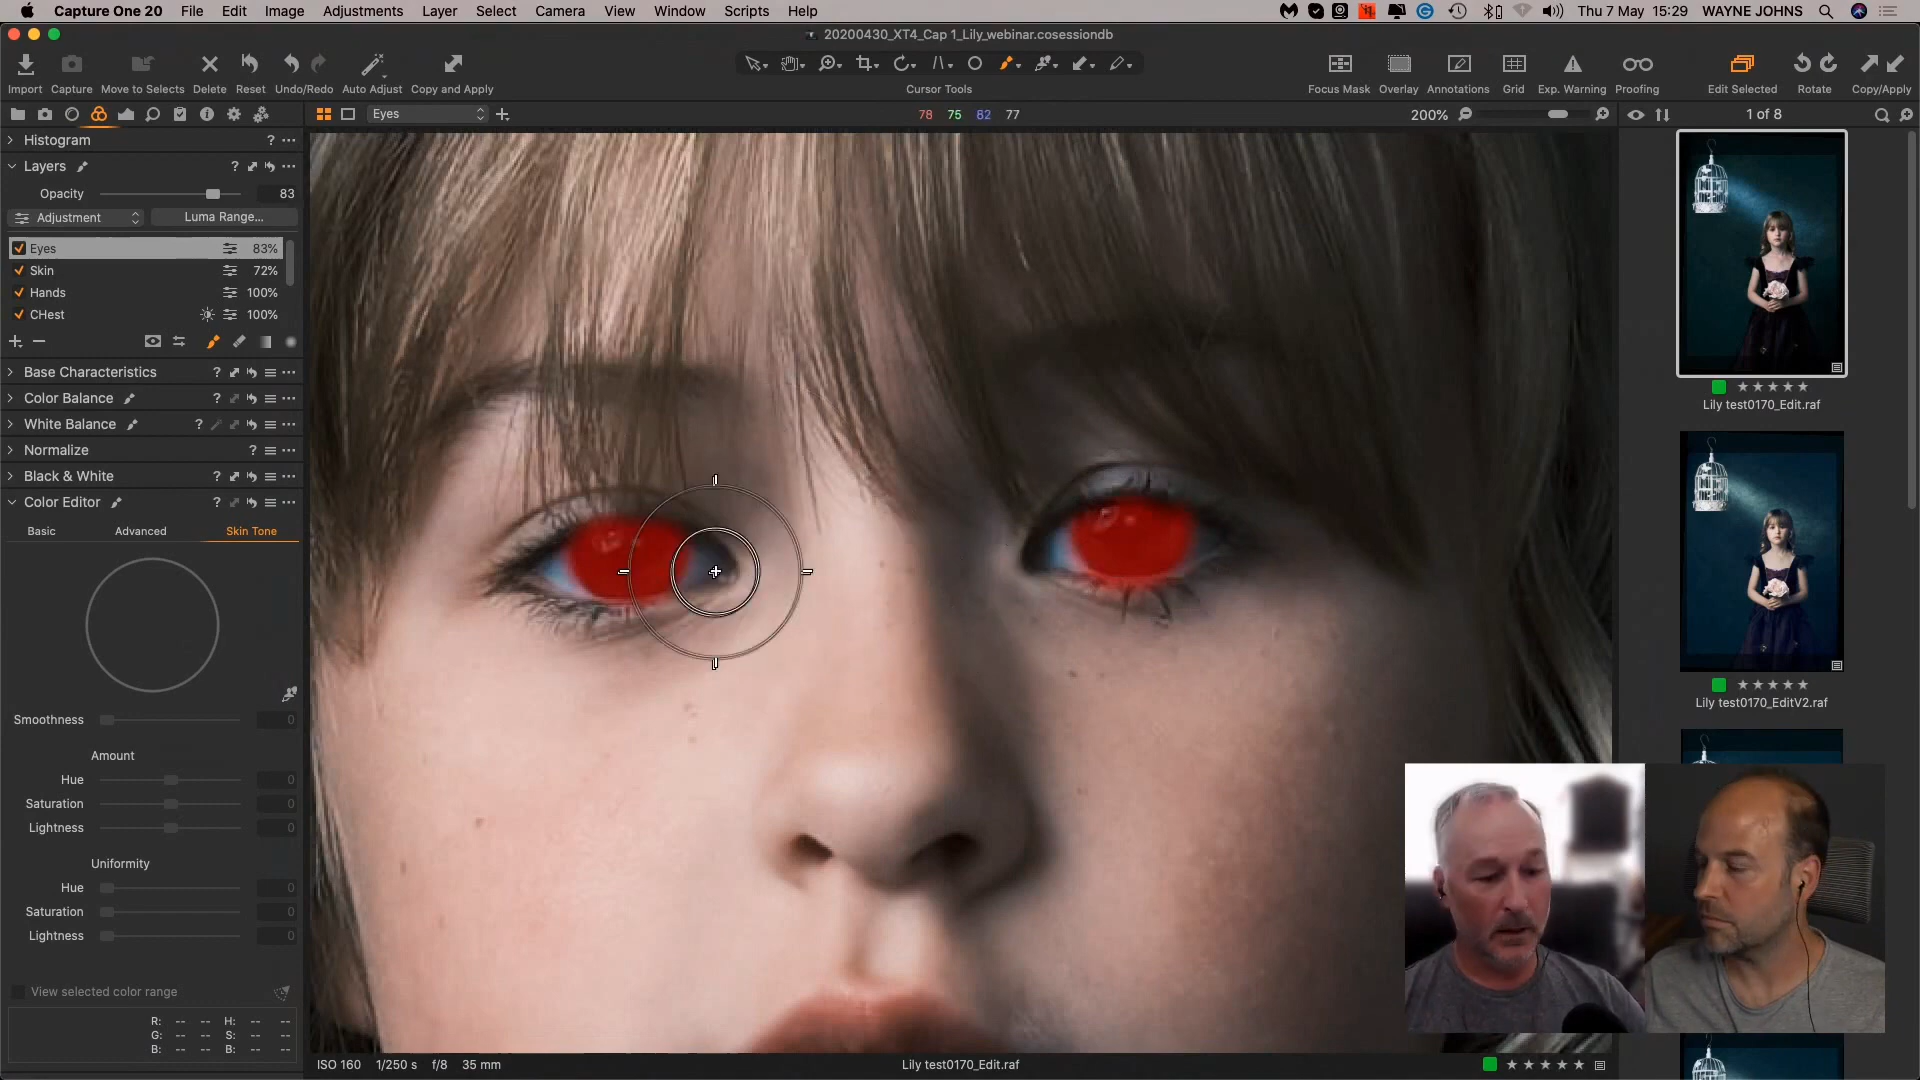 Capture One 20 File Edit Image Adjustments Layer Select Camera View Window Scripts Help Thu 7 May 15:29 WAYNE JOHNS
20200430_XT4_Cap 1_Lily_webinar.cosessiondb
Import Capture Move to Selects Delete Reset Undo/Redo Auto Adjust Copy and Apply Cursor Tools Focus Mask Overlay Annotations Grid Exp. Warning Proofing Edit Selected Rotate Copy/Apply
Eyes 78 75 82 77 200% 1 of 8
Histogram ? ...
Layers ? ...
Opacity 83
Adjustment Luma Range...
Eyes 83%
Skin 72%
Hands 100%
CHest 100%
Base Characteristics ? ...
Color Balance ? ...
White Balance ? ...
Normalize ? ...
Black & White ? ...
Color Editor ? ...
Basic Advanced Skin Tone
Smoothness 0
Amount
Hue 0
Saturation 0
Lightness 0
Uniformity
Hue 0
Saturation 0
Lightness 0
View selected color range
R: -- -- H: -- --
G: -- -- S: -- --
B: -- -- B: -- --
ISO 160 1/250 s f/8 35 mm Lily test0170_Edit.raf
Lily test0170_Edit.raf
Lily test0170_EditV2.raf